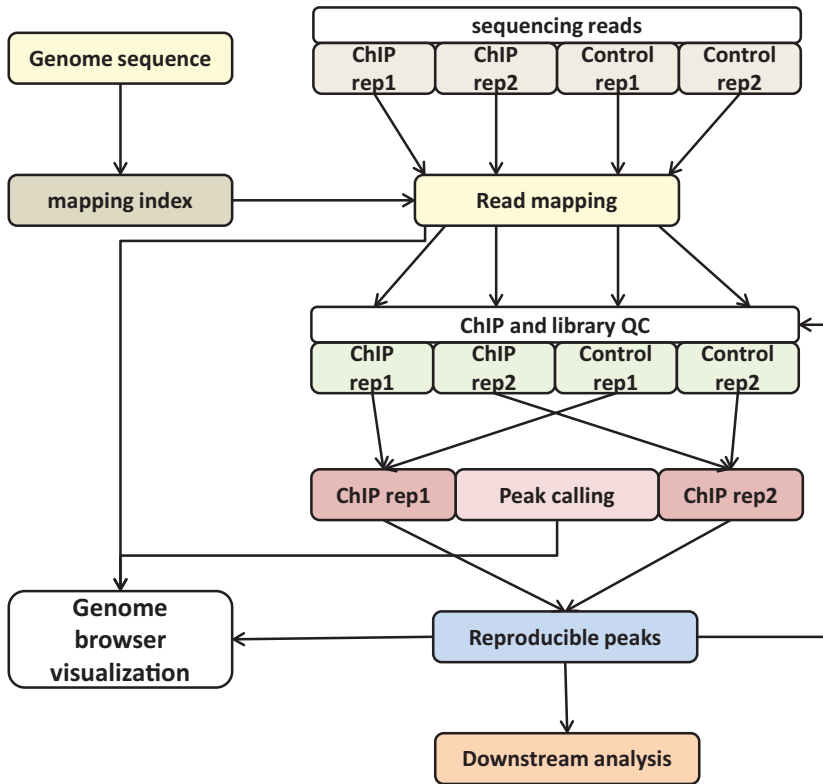 sequencing reads
Genome sequence
ChIP ChIP Control Control
rep1 rep2 rep1 rep2
mapping index
Read mapping
ChIP and library QC
ChIP ChIP Control Control
rep1 rep2 rep1 rep2
ChIP rep1 Peak calling ChIP rep2
Genome
browser
visualization
Reproducible peaks
Downstream analysis